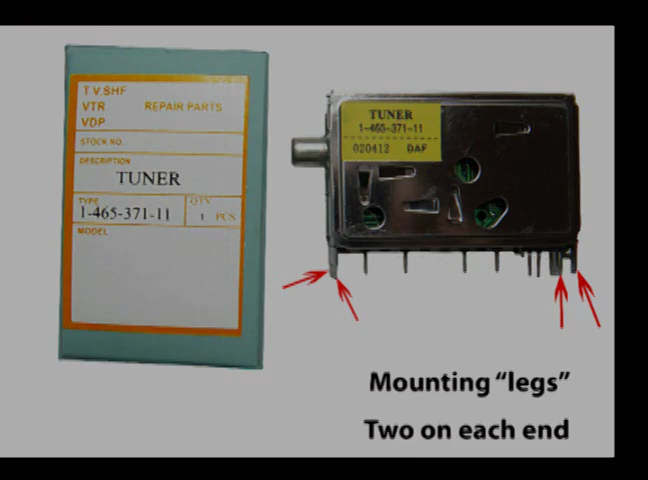 T V.SHF
VTR REPAIR PARTS
VDP
STOCK NO.
DESCRIPTION
TUNER
TYPE QTY
1-465-371-11 1 PCS
MODEL
TUNER
1-465-371-11
020412 DAF
Mounting “legs”
Two on each end